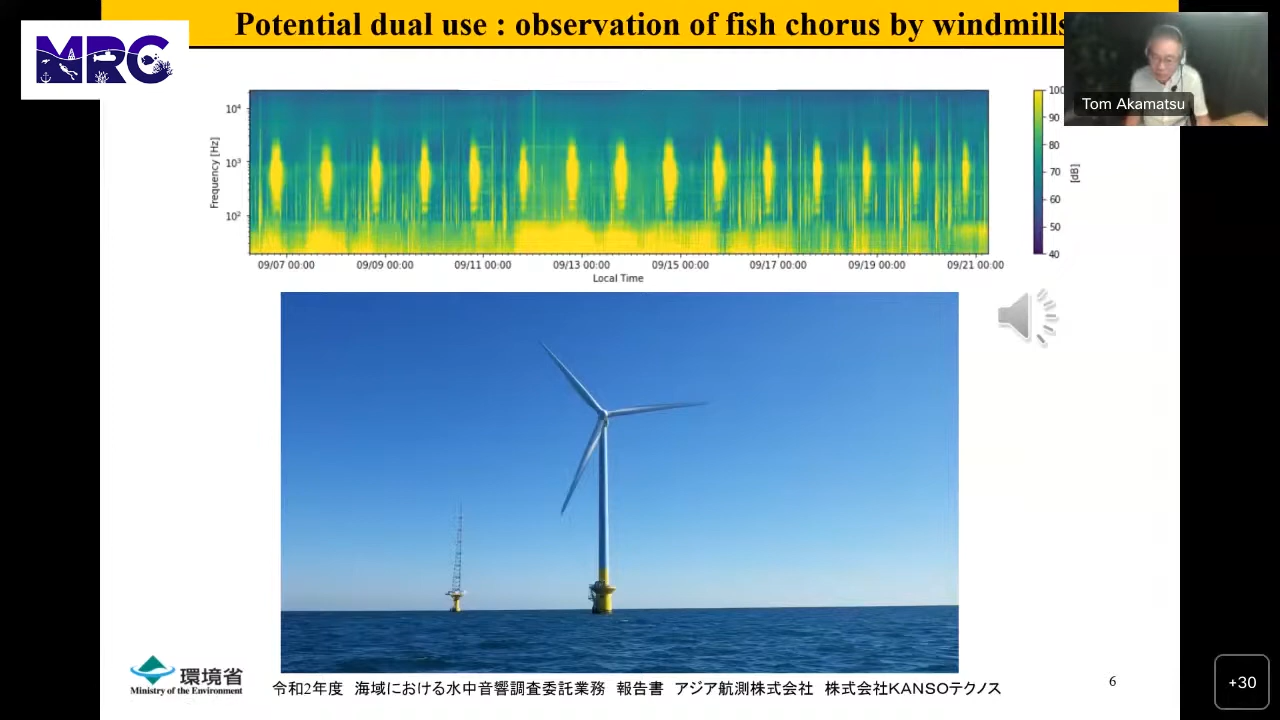 Potential dual use : observation of fish chorus by windmills
MRC
Tom Akamatsu
Frequency [Hz]
10⁴
10³
10²
09/07 00:00 09/09 00:00 09/11 00:00 09/13 00:00 09/15 00:00 09/17 00:00 09/19 00:00 09/21 00:00
Local Time
100
90
80
70
60
50
40
[dB]
環境省
Ministry of the Environment
令和2年度 海域における水中音響調査委託業務 報告書 アジア航測株式会社 株式会社KANSOテクノス
6
+30